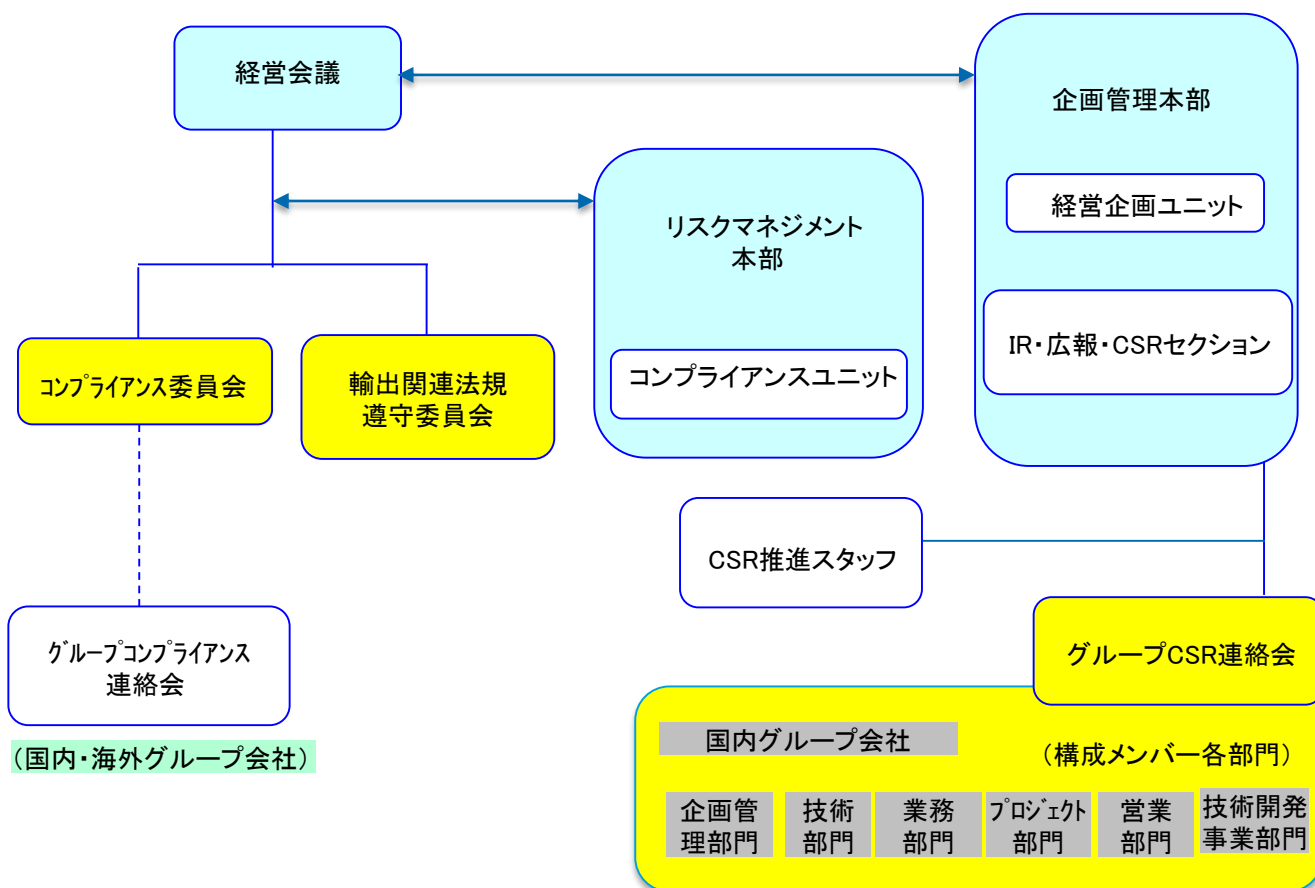 経営会議
企画管理本部
経営企画ユニット
IR・広報・CSRセクション
リスクマネジメント
本部
コンプライアンスユニット
コンプライアンス委員会
輸出関連法規
遵守委員会
CSR推進スタッフ
グループコンプライアンス
連絡会
(国内・海外グループ会社)
グループCSR連絡会
国内グループ会社
(構成メンバー各部門)
企画管
理部門
技術
部門
業務
部門
プロジェクト
部門
営業
部門
技術開発
事業部門